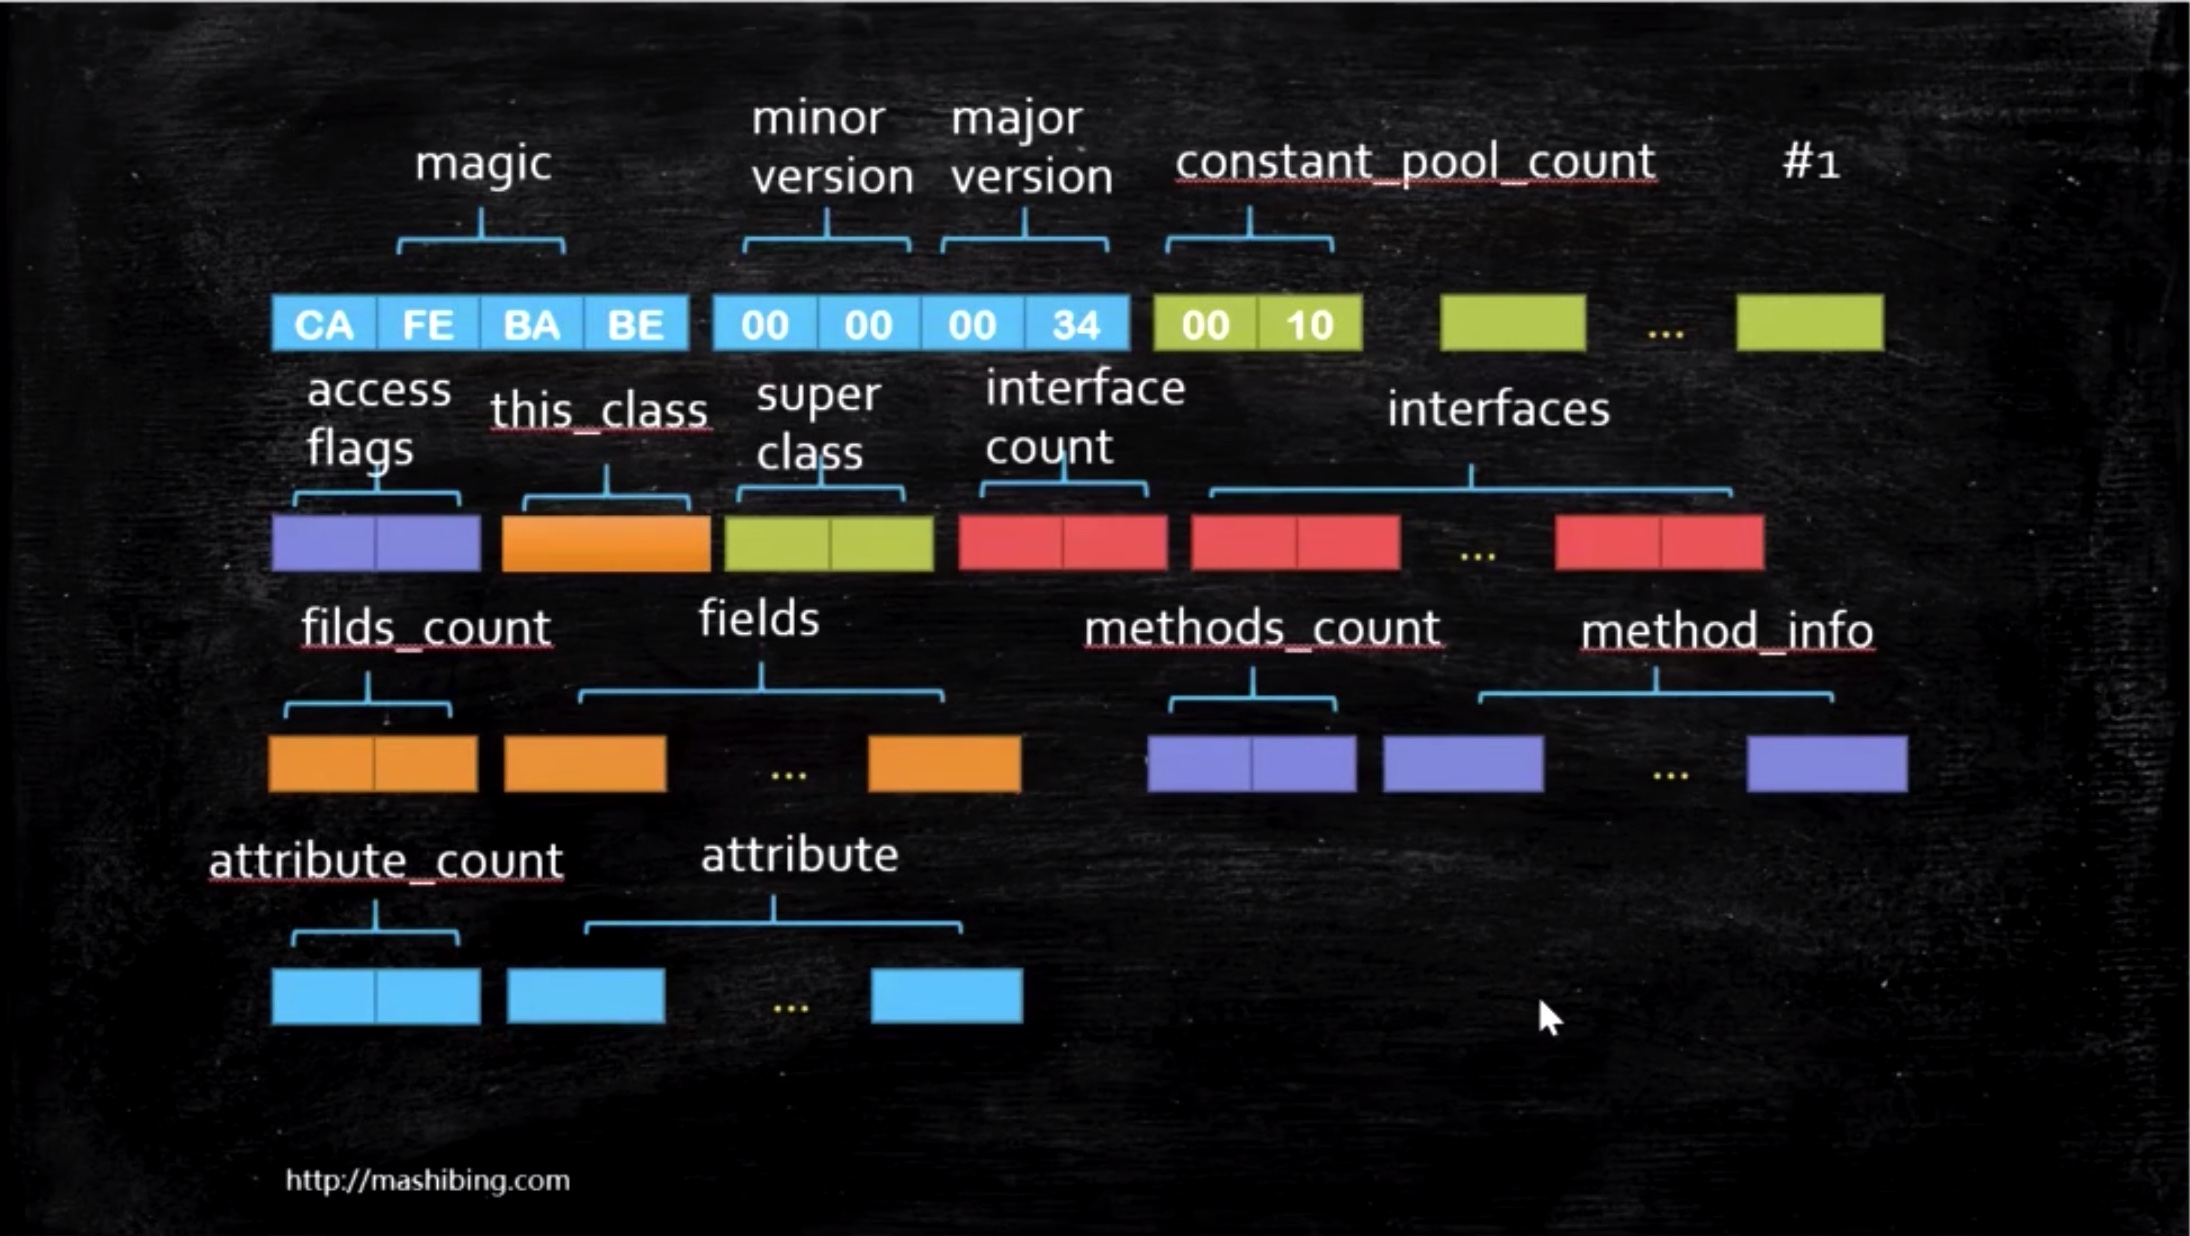 magic
minor
version
major
version
constant_pool_count
#1
CA FE BA BE
00 00 00 34
00 10
...
access
flags
this_class
super
class
interface
count
interfaces
...
filds_count
fields
methods_count
method_info
...
...
attribute_count
attribute
...
http://mashibing.com